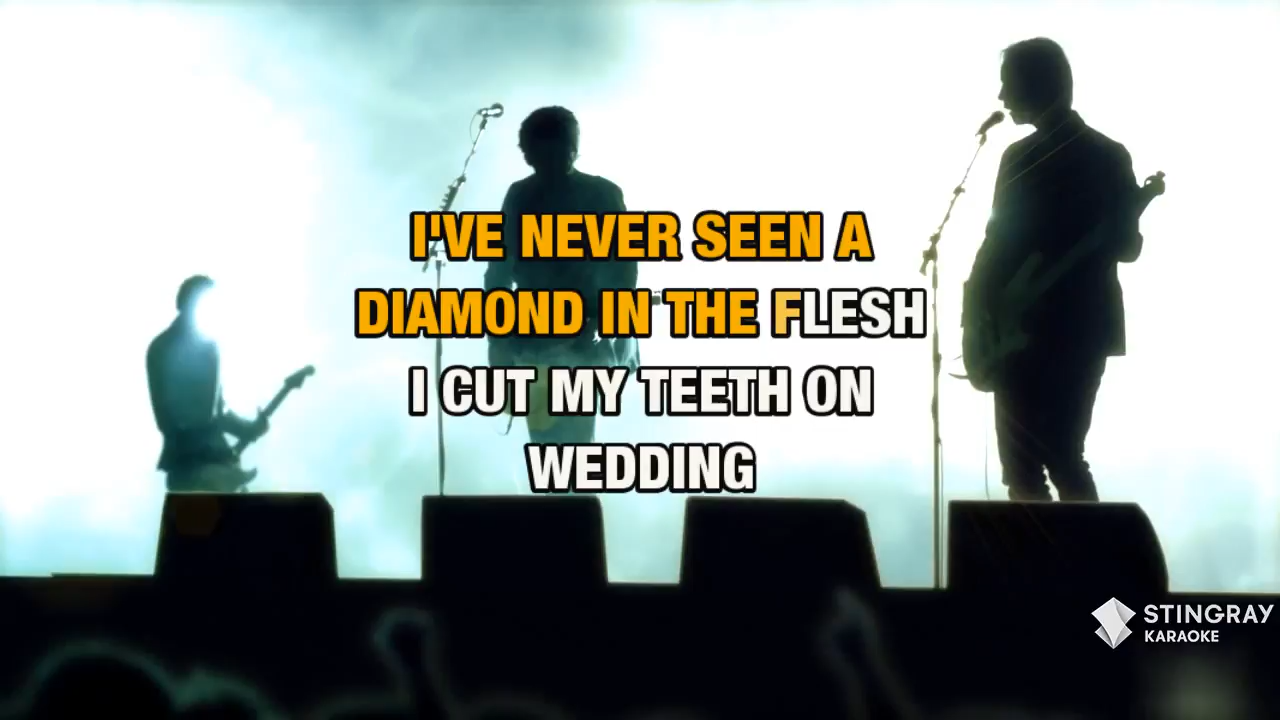 I'VE NEVER SEEN A
DIAMOND IN THE FLESH
I CUT MY TEETH ON
WEDDING
STINGRAY
KARAOKE